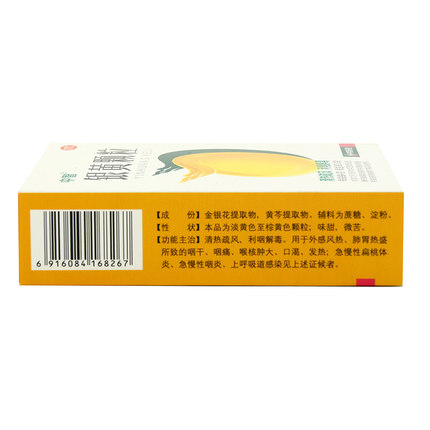 银黄颗粒
【成　份】 金银花提取物，黄芩提取物。辅料为蔗糖、淀粉。
【性　状】 本品为淡黄色至棕黄色颗粒；味甜、微苦。
【功能主治】 清热疏风、利咽解毒。用于外感风热、肺胃热盛
所致的咽干、咽痛、喉核肿大、口渴、发热；急慢性扁桃体
炎、急慢性咽炎、上呼吸道感染见上述证候者。
6 916084 168267